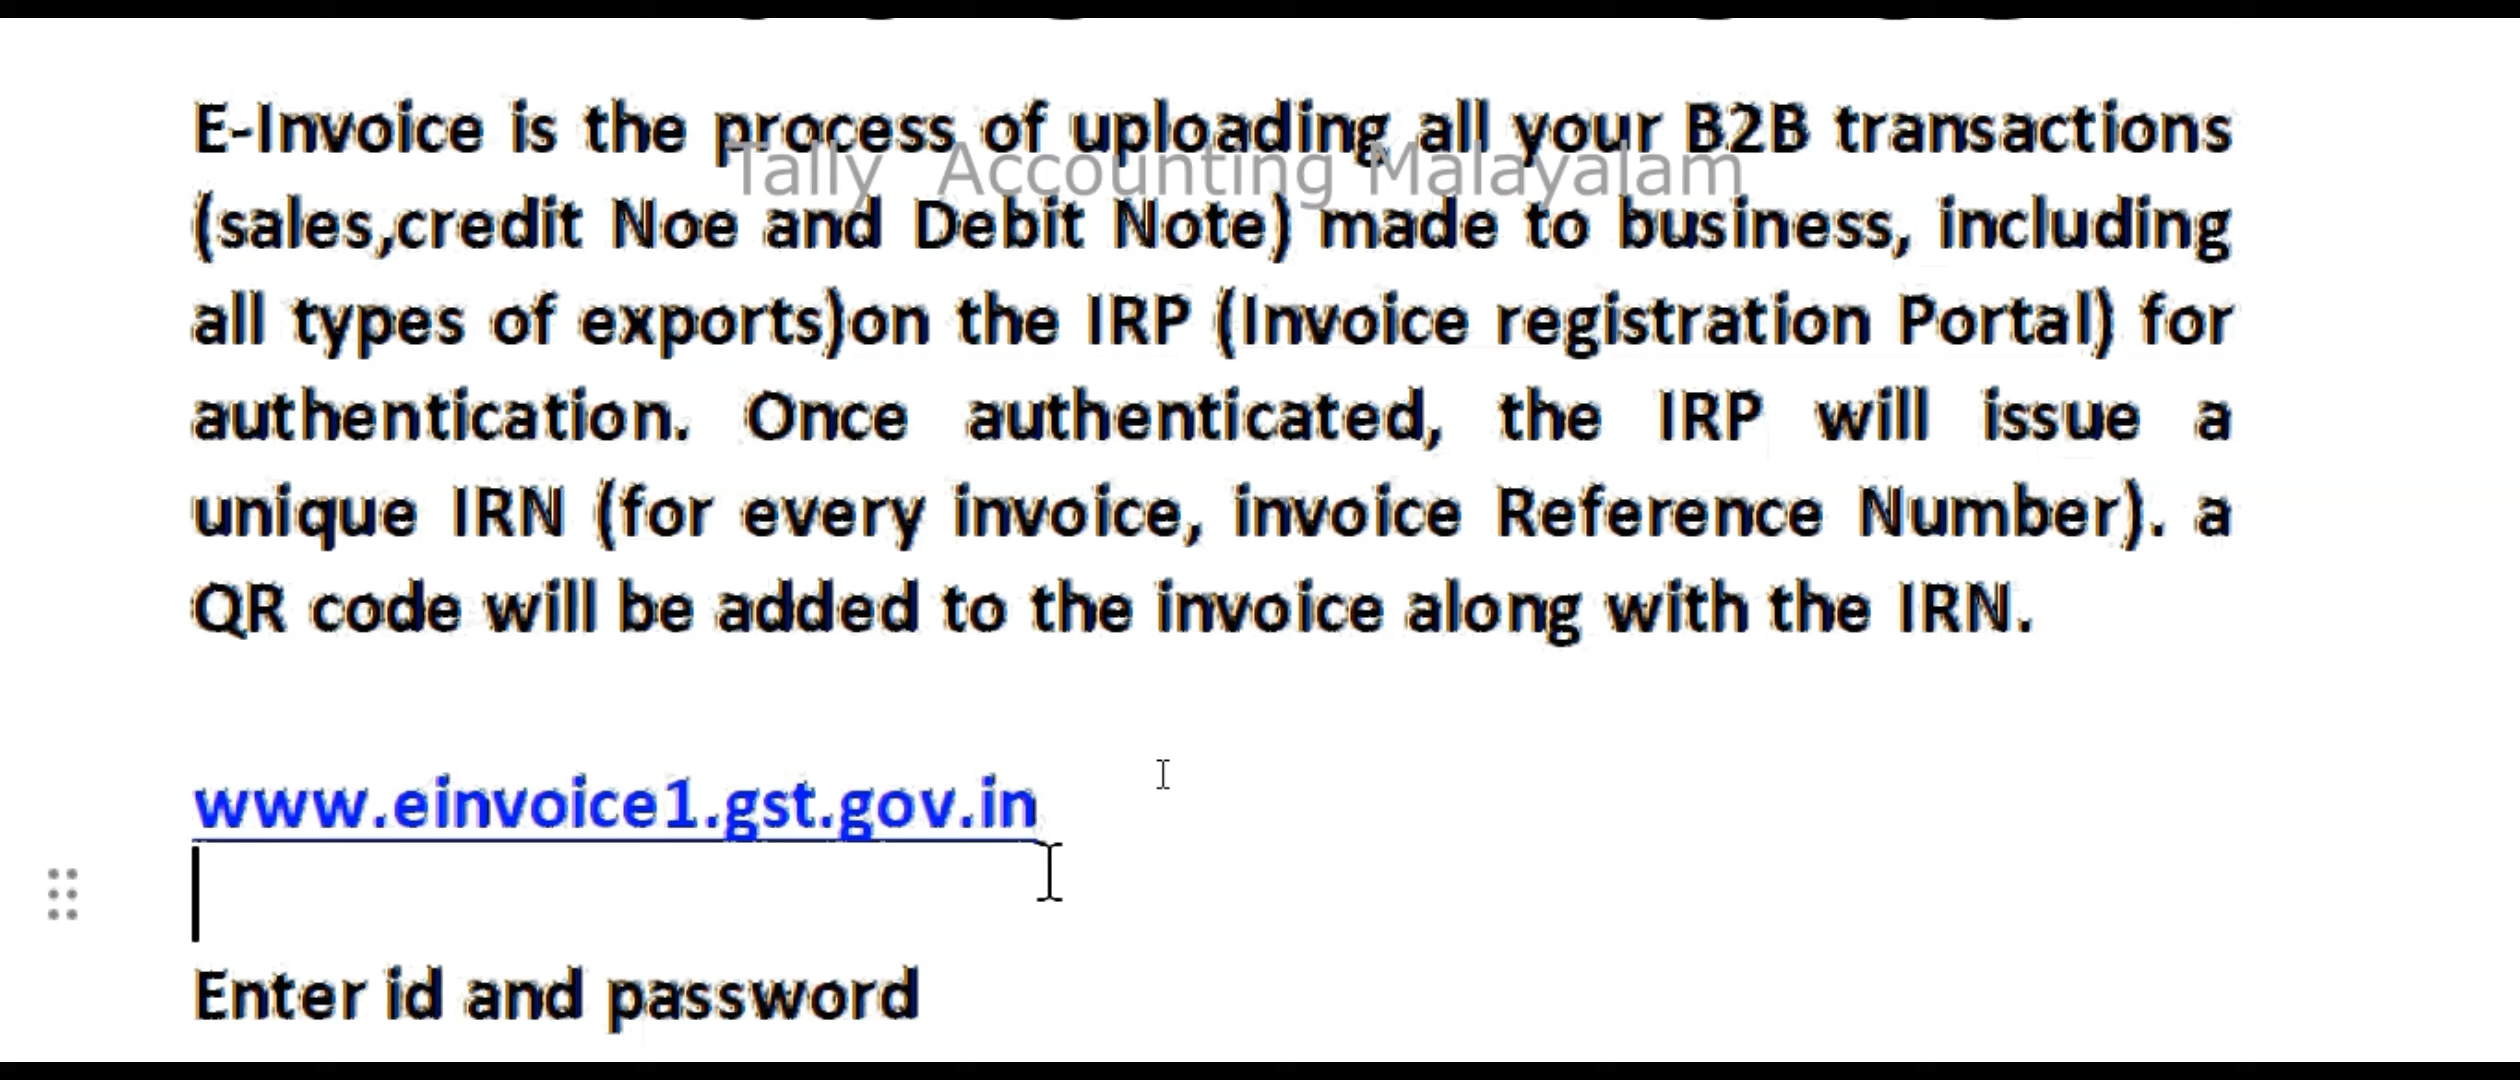 E-Invoice is the process of uploading all your B2B transactions
Tally Accounting Malayalam
(sales,credit Noe and Debit Note) made to business, including
all types of exports)on the IRP (Invoice registration Portal) for
authentication. Once authenticated, the IRP will issue a
unique IRN (for every invoice, invoice Reference Number). a
QR code will be added to the invoice along with the IRN.
www.einvoice1.gst.gov.in
Enter id and password